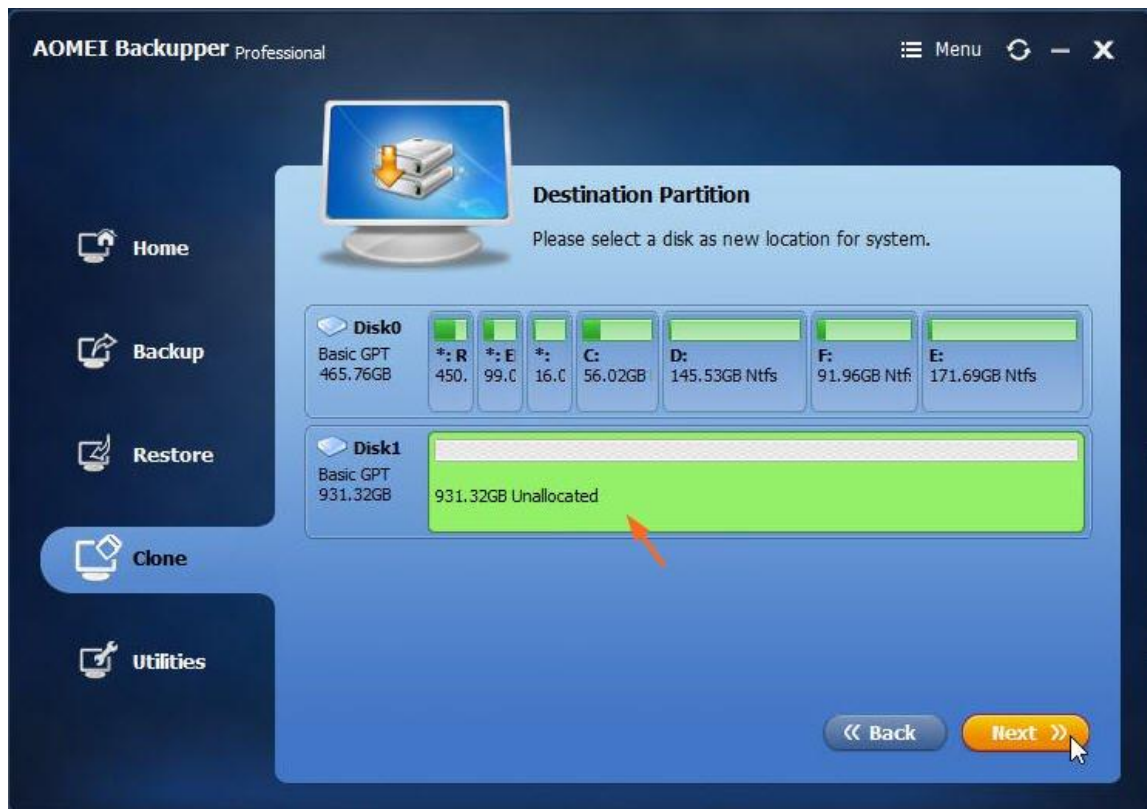 AOMEI Backupper Professional
Menu
Destination Partition
Please select a disk as new location for system.
Home
Backup
Restore
Clone
Utilities
Disk0
Basic GPT
465.76GB
*: R
450.
*: E
99.0
*:
16.0
C:
56.02GB
D:
145.53GB Ntfs
F:
91.96GB Ntf
E:
171.69GB Ntfs
Disk1
Basic GPT
931.32GB
931.32GB Unallocated
Back
Next